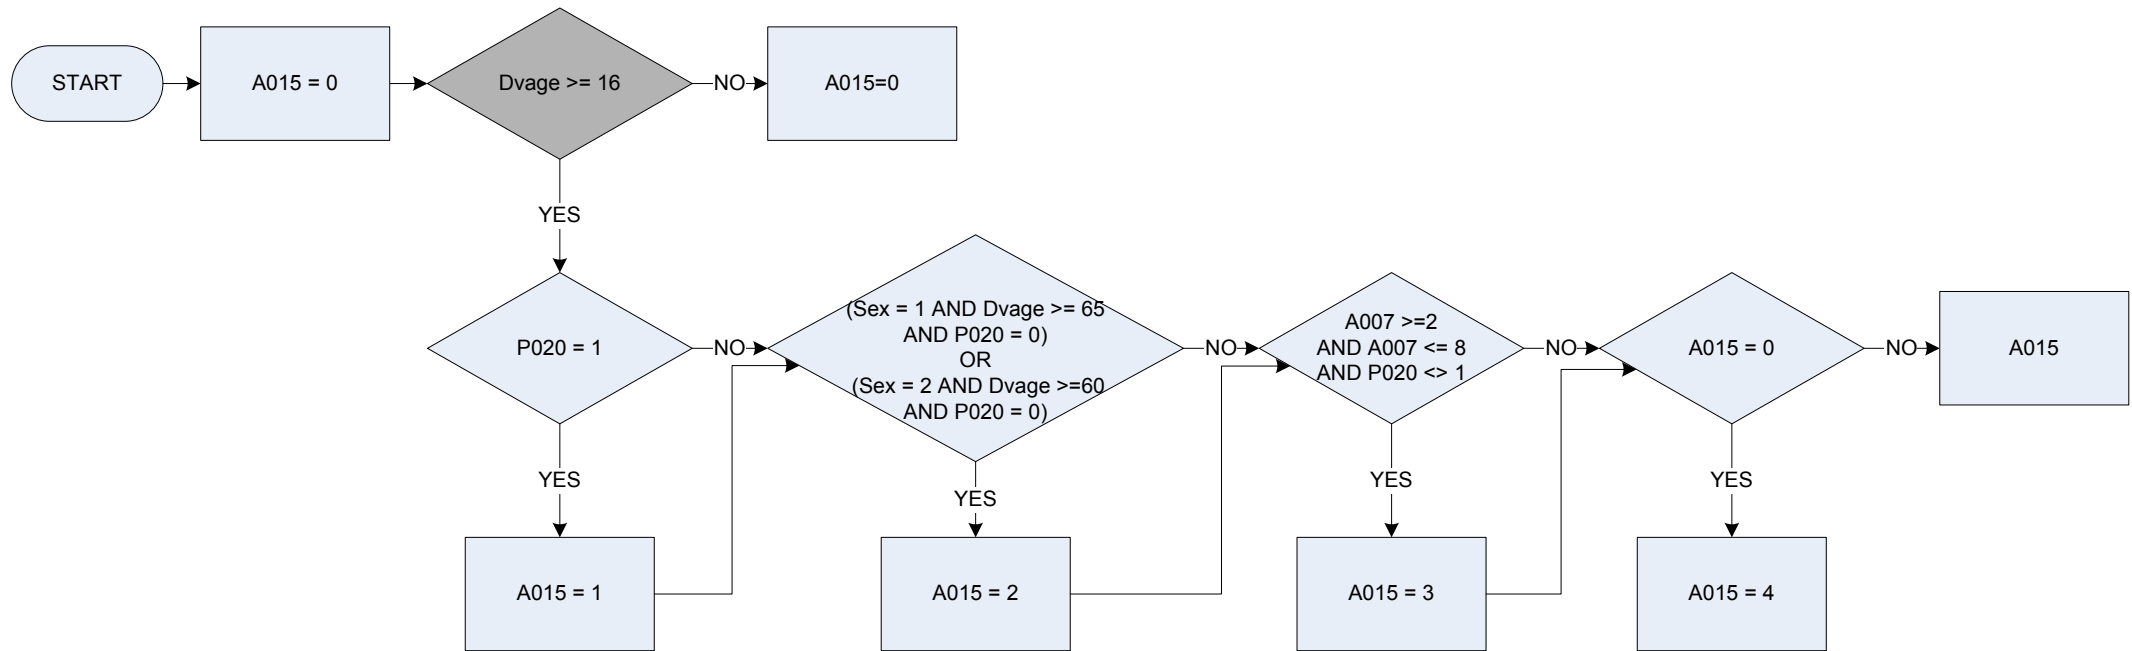 START
A015 = 0
Dvage >= 16
NO
A015=0
YES
P020 = 1
NO
(Sex = 1 AND Dvage >= 65
AND P020 = 0)
OR
(Sex = 2 AND Dvage >=60
AND P020 = 0)
NO
A007 >=2
AND A007 <= 8
AND P020 <> 1
NO
A015 = 0
NO
A015
YES
YES
YES
YES
A015 = 1
A015 = 2
A015 = 3
A015 = 4